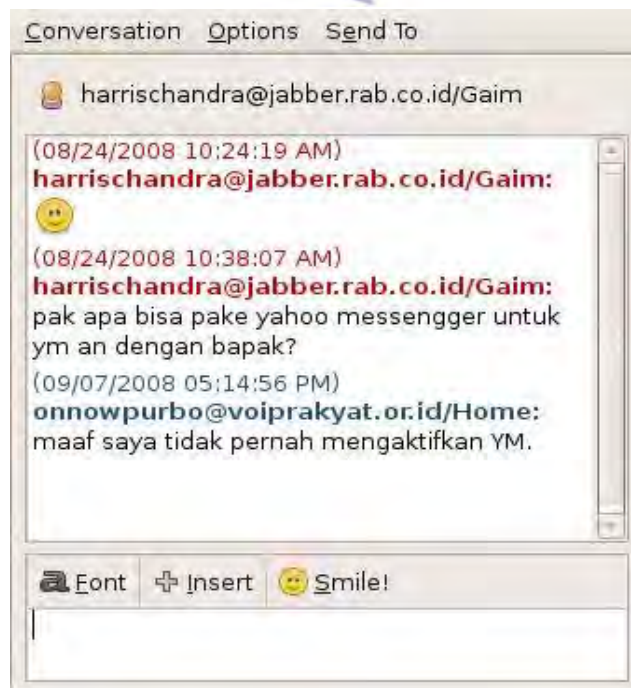 Conversation Options Send To
harrischandra@jabber.rab.co.id/Gaim
(08/24/2008 10:24:19 AM)
harrischandra@jabber.rab.co.id/Gaim:
(08/24/2008 10:38:07 AM)
harrischandra@jabber.rab.co.id/Gaim:
pak apa bisa pake yahoo messengger untuk
ym an dengan bapak?
(09/07/2008 05:14:56 PM)
onnowpurbo@voiprakyat.or.id/Home:
maaf saya tidak pernah mengaktifkan YM.
Font Insert Smile!